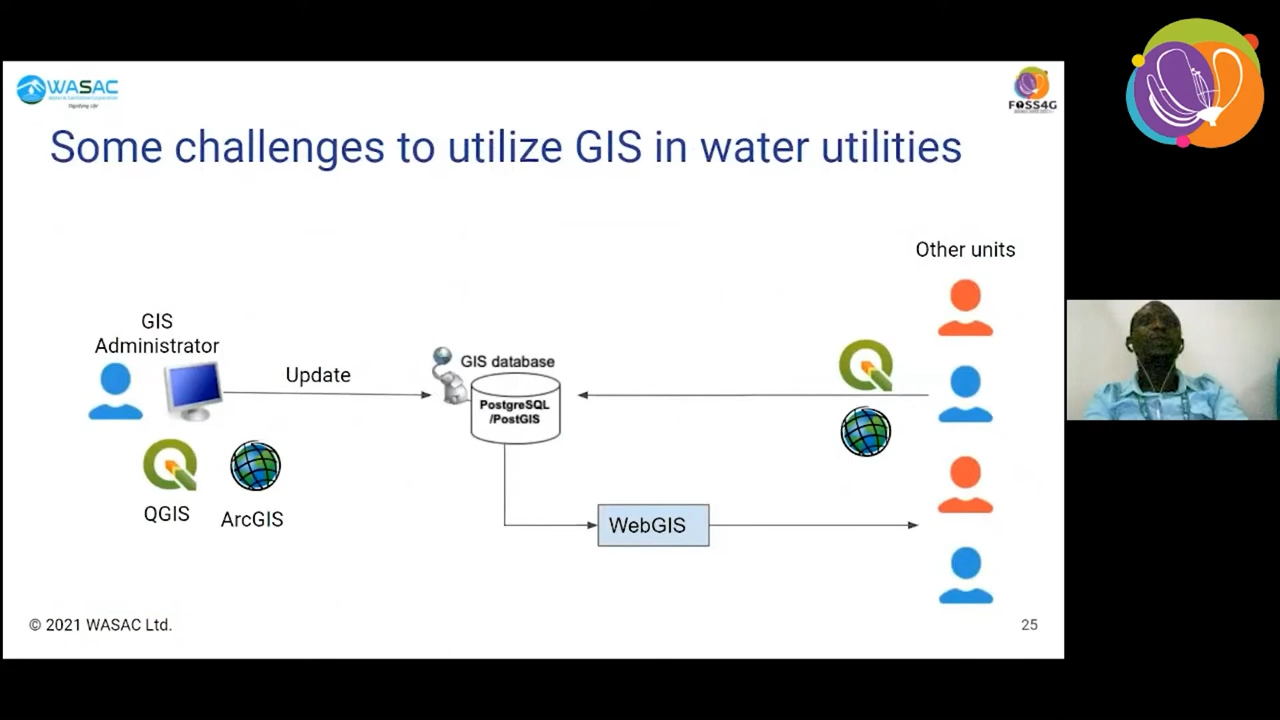 WASAC
FOSS4G
Some challenges to utilize GIS in water utilities
Other units
GIS
Administrator
Update
GIS database
PostgreSQL
/PostGIS
QGIS
ArcGIS
WebGIS
© 2021 WASAC Ltd.
25